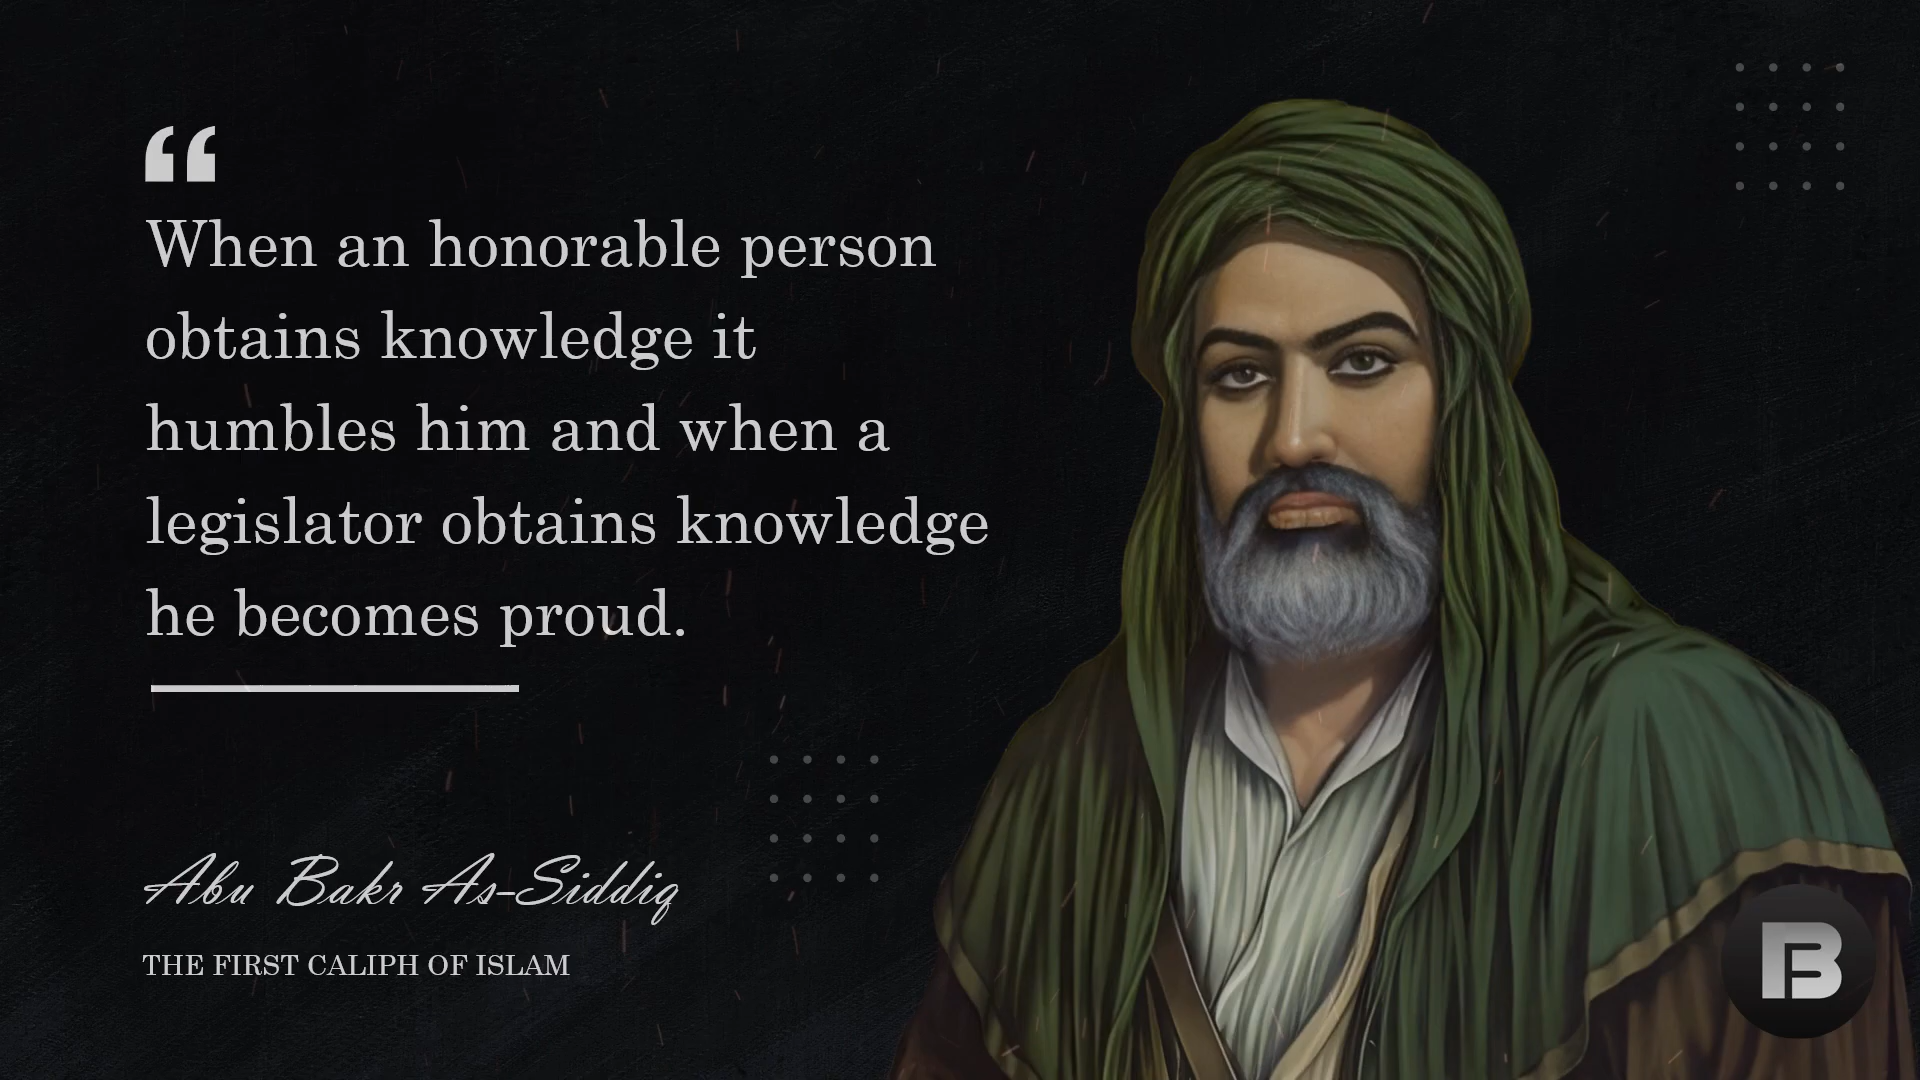 “
When an honorable person
obtains knowledge it
humbles him and when a
legislator obtains knowledge
he becomes proud.
Abu Bakr As-Siddiq
THE FIRST CALIPH OF ISLAM
B